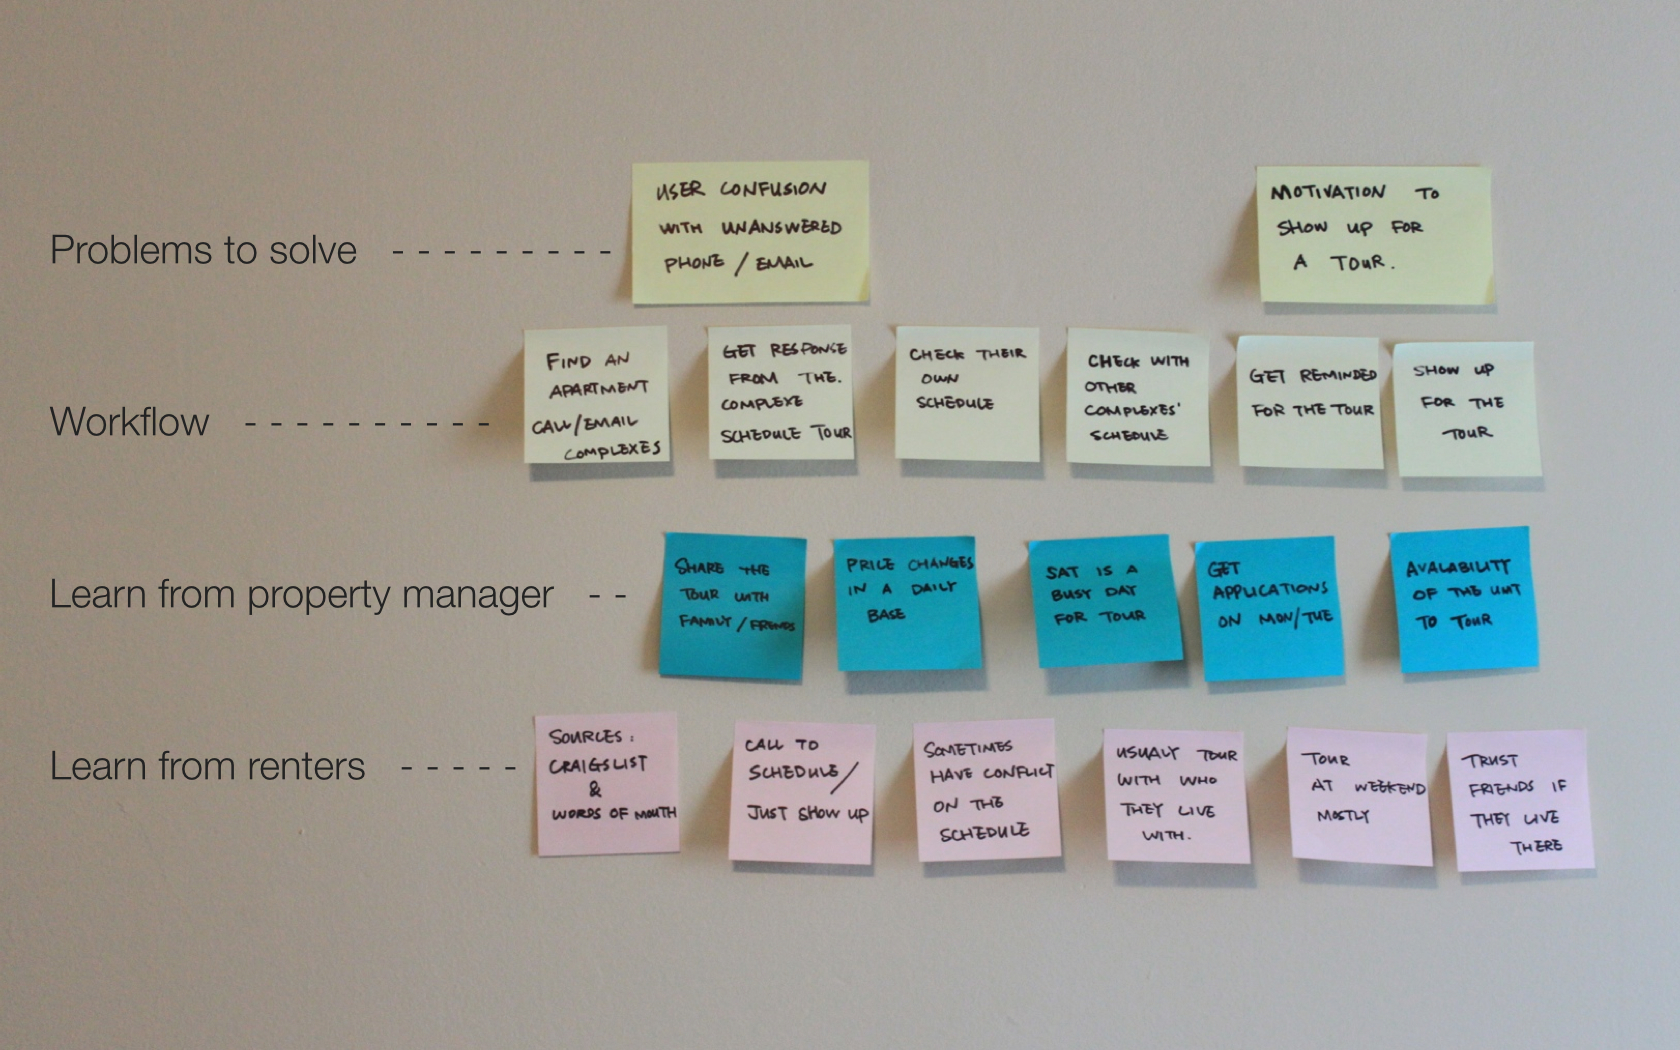 Problems to solve
USER CONFUSION
WITH UNANSWERED
PHONE / EMAIL
MOTIVATION TO
SHOW UP FOR
A TOUR.
Workflow
FIND AN
APARTMENT
CALL/EMAIL
COMPLEXES
GET RESPONSE
FROM THE.
COMPLEXE
SCHEDULE TOUR
CHECK THEIR
OWN
SCHEDULE
CHECK WITH
OTHER
COMPLEXES'
SCHEDULE
GET REMINDED
FOR THE TOUR
SHOW UP
FOR THE
TOUR
Learn from property manager
SHARE THE
TOUR WITH
FAMILY / FRENDS
PRICE CHANGES
IN A DAILY
BASE
SAT IS A
BUSY DAY
FOR TOUR
GET
APPLICATIONS
ON MON/TUE
AVALABILITY
OF THE UNIT
TO TOUR
Learn from renters
SOURCES:
CRAIGSLIST
&
WORDS OF MOUTH
CALL TO
SCHEDULE/
JUST SHOW UP
SOMETIMES
HAVE CONFLICT
ON THE
SCHEDULE
USUALY TOUR
WITH WHO
THEY LIVE
WITH.
TOUR
AT WEEKEND
MOSTLY
TRUST
FRIENDS IF
THEY LIVE
THERE